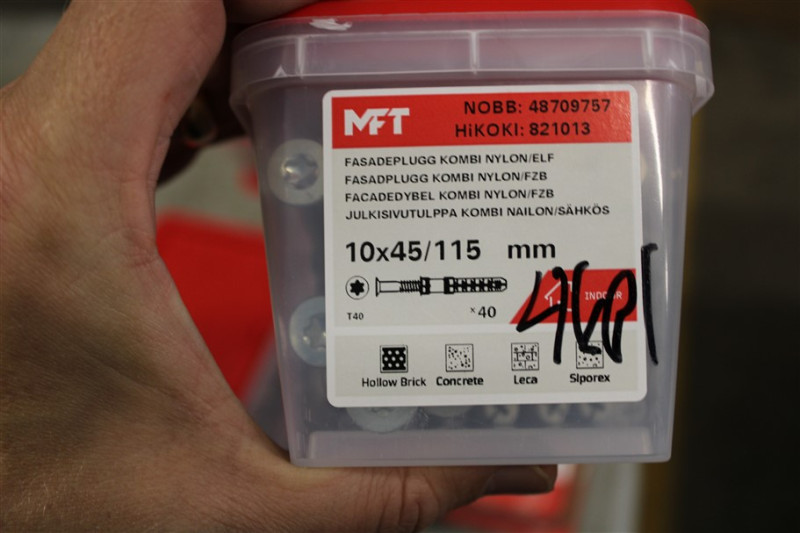 MFT
NOBB: 48709757
HiKOKI: 821013
FASADEPLUGG KOMBI NYLON/ELF
FASADPLUGG KOMBI NYLON/FZB
FACADEDYBEL KOMBI NYLON/FZB
JULKISIVUTULPPA KOMBI NAILON/SÄHKÖS
10x45/115 mm
T40
x40
INDOOR
Hollow Brick
Concrete
Leca
Siporex